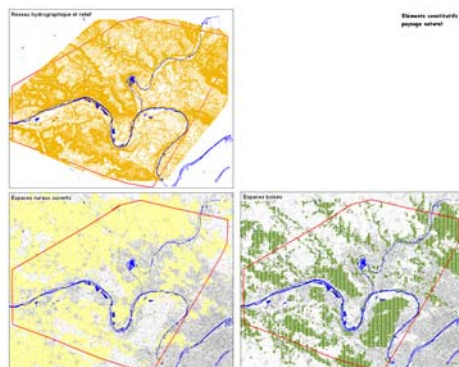 Réseau hydrographique et relief
Eléments constitutifs
paysage naturel
Espaces ruraux ouverts
Espaces boisés